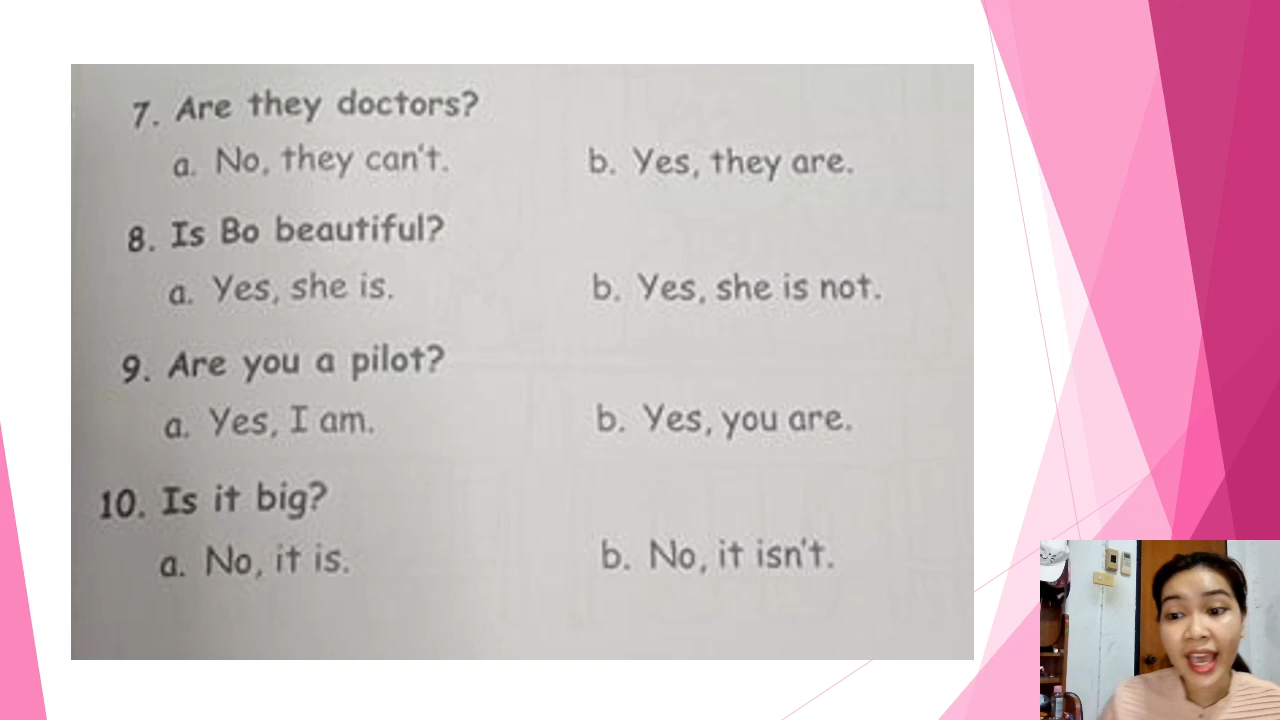 7. Are they doctors?
a. No, they can't. b. Yes, they are.
8. Is Bo beautiful?
a. Yes, she is. b. Yes, she is not.
9. Are you a pilot?
a. Yes, I am. b. Yes, you are.
10. Is it big?
a. No, it is. b. No, it isn't.